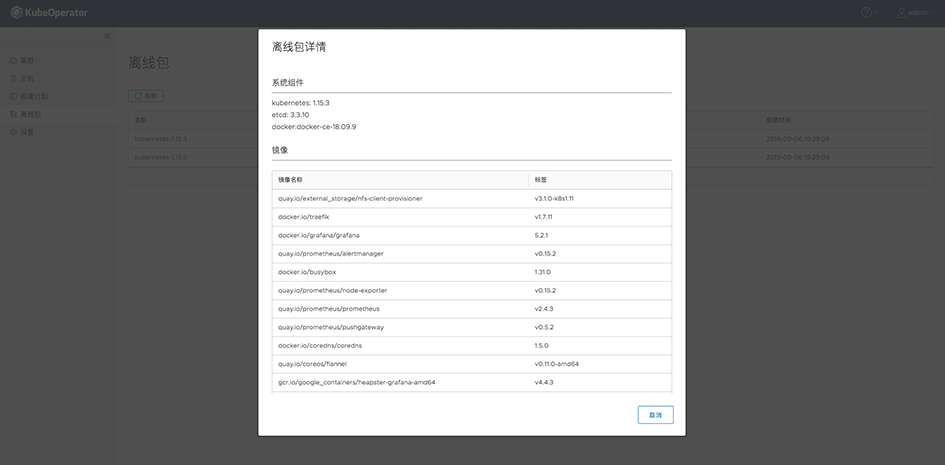 KubeOperator
admin
离线包详情
离线包
系统组件
集群
主机
部署计划
离线包
设置
刷新
kubernetes: 1.15.3
etcd: 3.3.10
docker:docker-ce-18.09.9
名称
创建时间
kubernetes-1.15.3
2019-09-06 19:29:08
kubernetes-1.15.0
2019-09-06 19:29:08
镜像
镜像名称 标签
quay.io/external_storage/nfs-client-provisioner v3.1.0-k8s1.11
docker.io/traefik v1.7.11
docker.io/grafana/grafana 5.2.1
quay.io/prometheus/alertmanager v0.15.2
docker.io/busybox 1.31.0
quay.io/prometheus/node-exporter v0.15.2
quay.io/prometheus/prometheus v2.4.3
quay.io/prometheus/pushgateway v0.5.2
docker.io/coredns/coredns 1.5.0
quay.io/coreos/flannel v0.11.0-amd64
gcr.io/google_containers/heapster-grafana-amd64 v4.4.3
取消